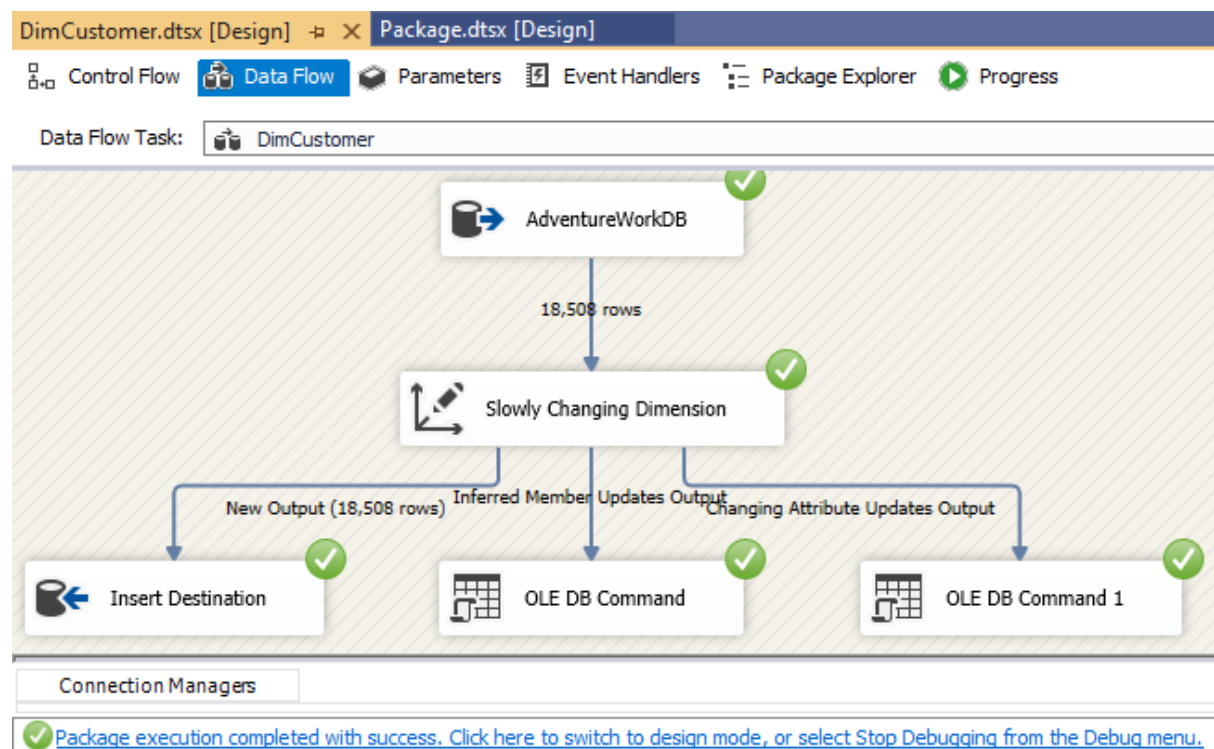 DimCustomer.dtsx [Design]
Package.dtsx [Design]
Control Flow
Data Flow
Parameters
Event Handlers
Package Explorer
Progress
Data Flow Task:
DimCustomer
AdventureWorkDB
18,508 rows
Slowly Changing Dimension
New Output (18,508 rows)
Inferred Member Updates Output
Changing Attribute Updates Output
Insert Destination
OLE DB Command
OLE DB Command 1
Connection Managers
Package execution completed with success. Click here to switch to design mode, or select Stop Debugging from the Debug menu.